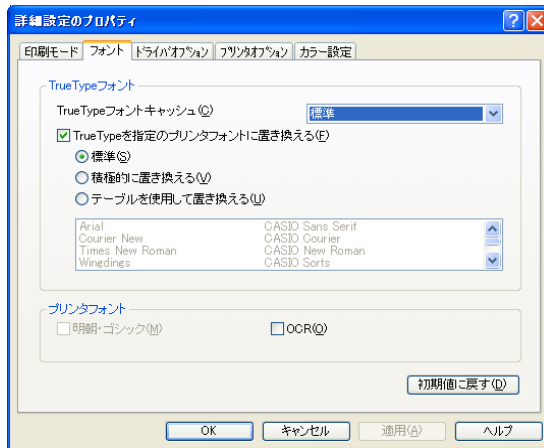 詳細設定のプロパティ
印刷モード フォント ドライバオプション プリンタオプション カラー設定
TrueTypeフォント
TrueTypeフォントキャッシュ(C) 標準
TrueTypeを指定のプリンタフォントに置き換える(F)
標準(S)
積極的に置き換える(V)
テーブルを使用して置き換える(U)
Arial CASIO Sans Serif
Courier New CASIO Courier
Times New Roman CASIO New Roman
Wingdings CASIO Sorts
プリンタフォント
明朝・ゴシック(M) OCR(O)
初期値に戻す(D)
OK キャンセル 適用(A) ヘルプ